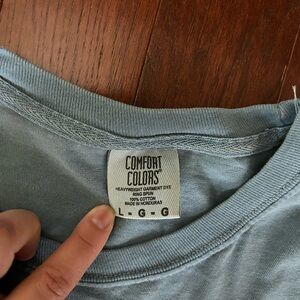 COMFORT
COLORS®
HEAVYWEIGHT GARMENT DYE
RING SPUN
100% COTTON
MADE IN HONDURAS
L - G - G